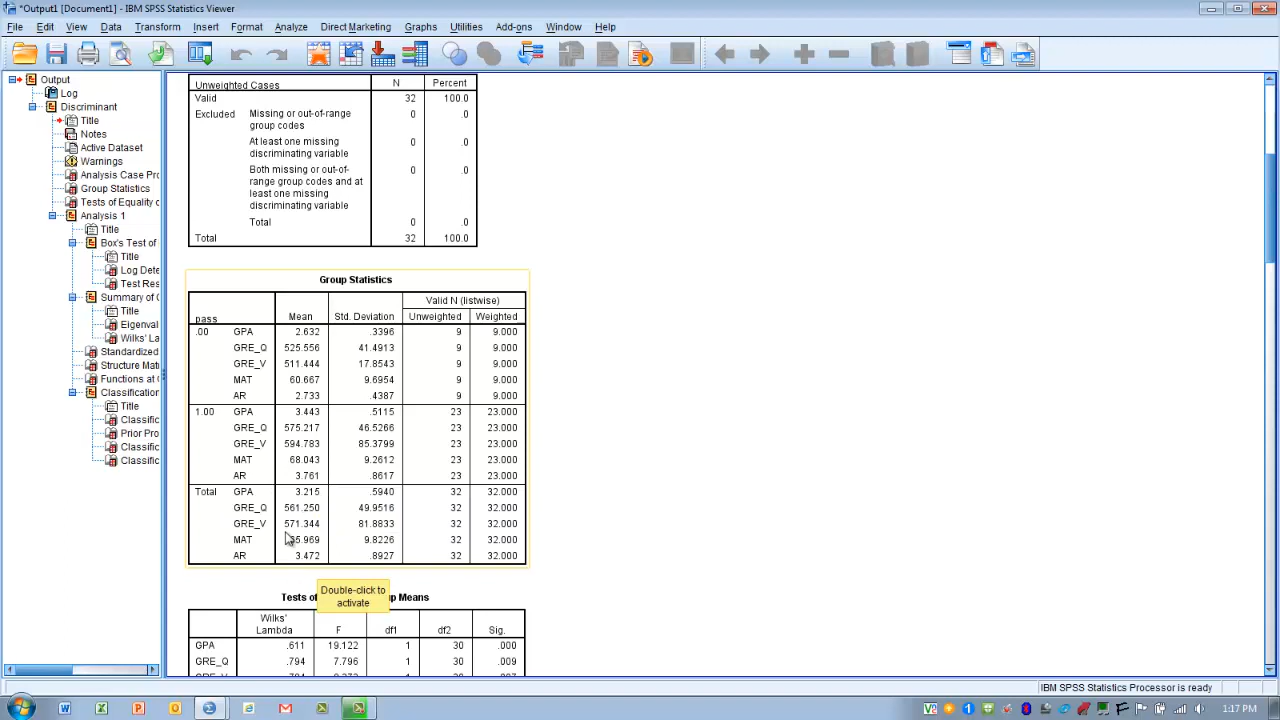 *Output1 [Document1] - IBM SPSS Statistics Viewer
File Edit View Data Transform Insert Format Analyze Direct Marketing Graphs Utilities Add-ons Window Help
Output
Log
Discriminant
Title
Notes
Active Dataset
Warnings
Analysis Case Pro
Group Statistics
Tests of Equality o
Analysis 1
Title
Box's Test of
Title
Log Dete
Test Res
Summary of C
Title
Eigenval
Wilks' La
Standardized
Structure Matr
Functions at G
Classification
Title
Classific
Prior Pro
Classific
Classific
Unweighted Cases N Percent
Valid 32 100.0
Excluded Missing or out-of-range group codes 0 .0
At least one missing discriminating variable 0 .0
Both missing or out-of-range group codes and at least one missing discriminating variable 0 .0
Total 0 .0
Total 32 100.0
Group Statistics
Valid N (listwise)
pass Mean Std. Deviation Unweighted Weighted
.00 GPA 2.632 .3396 9 9.000
GRE_Q 525.556 41.4913 9 9.000
GRE_V 511.444 17.8543 9 9.000
MAT 60.667 9.6954 9 9.000
AR 2.733 .4387 9 9.000
1.00 GPA 3.443 .5115 23 23.000
GRE_Q 575.217 46.5266 23 23.000
GRE_V 594.783 85.3799 23 23.000
MAT 68.043 9.2612 23 23.000
AR 3.761 .8617 23 23.000
Total GPA 3.215 .5940 32 32.000
GRE_Q 561.250 49.9516 32 32.000
GRE_V 571.344 81.8833 32 32.000
MAT 5.969 9.8226 32 32.000
AR 3.472 .8927 32 32.000
Double-click to
activate
Tests of p Means
Wilks' Lambda F df1 df2 Sig.
GPA .611 19.122 1 30 .000
GRE_Q .794 7.796 1 30 .009
IBM SPSS Statistics Processor is ready
1:17 PM